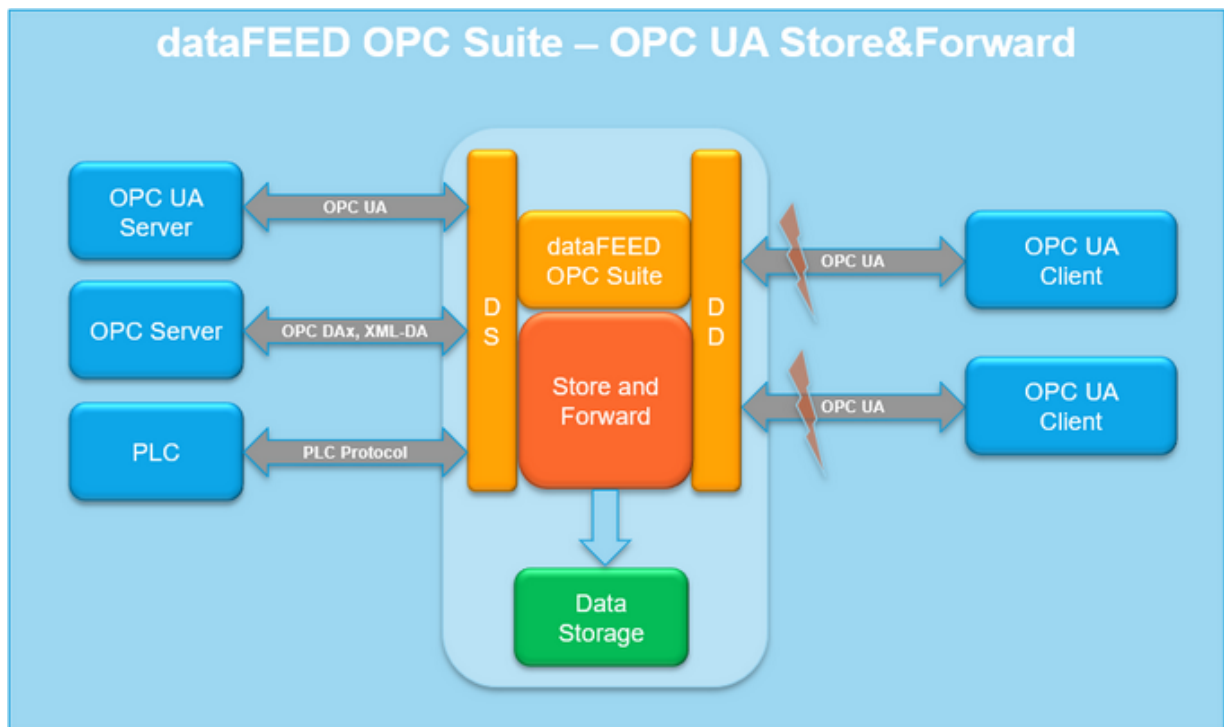 dataFEED OPC Suite – OPC UA Store&Forward
OPC UA
Server
OPC UA
OPC Server
OPC DAx, XML-DA
PLC
PLC Protocol
D
S
dataFEED
OPC Suite
Store and
Forward
D
D
Data
Storage
OPC UA
OPC UA
Client
OPC UA
OPC UA
Client